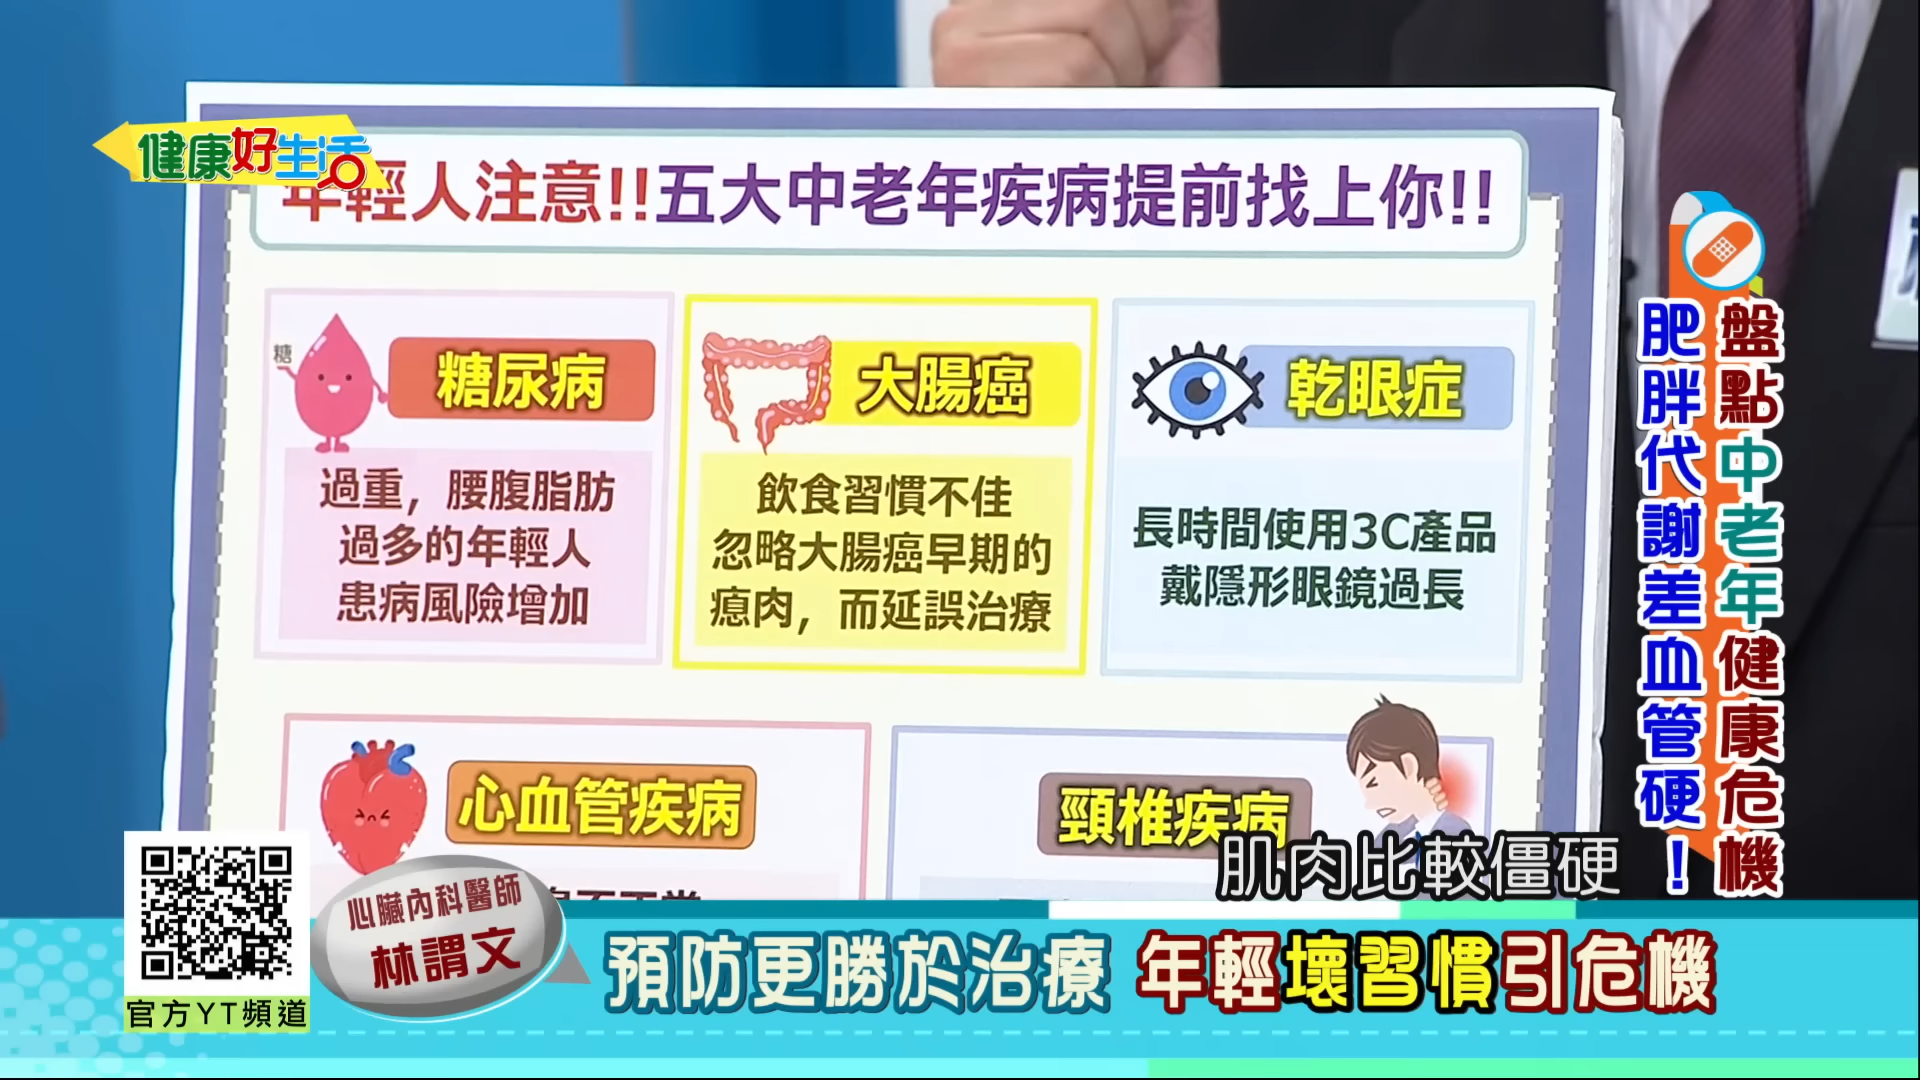 健康好生活
年輕人注意!!五大中老年疾病提前找上你!!
糖
糖尿病
過重，腰腹脂肪
過多的年輕人
患病風險增加
大腸癌
飲食習慣不佳
忽略大腸癌早期的
瘜肉，而延誤治療
乾眼症
長時間使用3C產品
戴隱形眼鏡過長
心血管疾病
頸椎疾病
盤點中老年健康危機
肥胖代謝差血管硬！
肌肉比較僵硬
官方YT頻道
心臟內科醫師
林謂文
預防更勝於治療 年輕壞習慣引危機